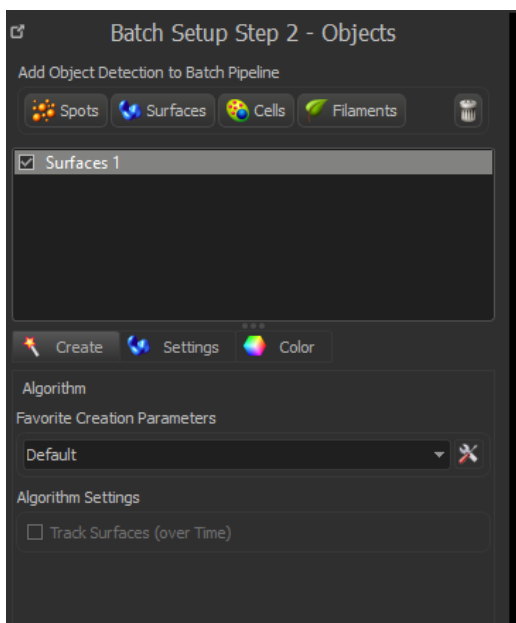 Batch Setup Step 2 - Objects
Add Object Detection to Batch Pipeline
Spots Surfaces Cells Filaments
Surfaces 1
Create Settings Color
Algorithm
Favorite Creation Parameters
Default
Algorithm Settings
Track Surfaces (over Time)